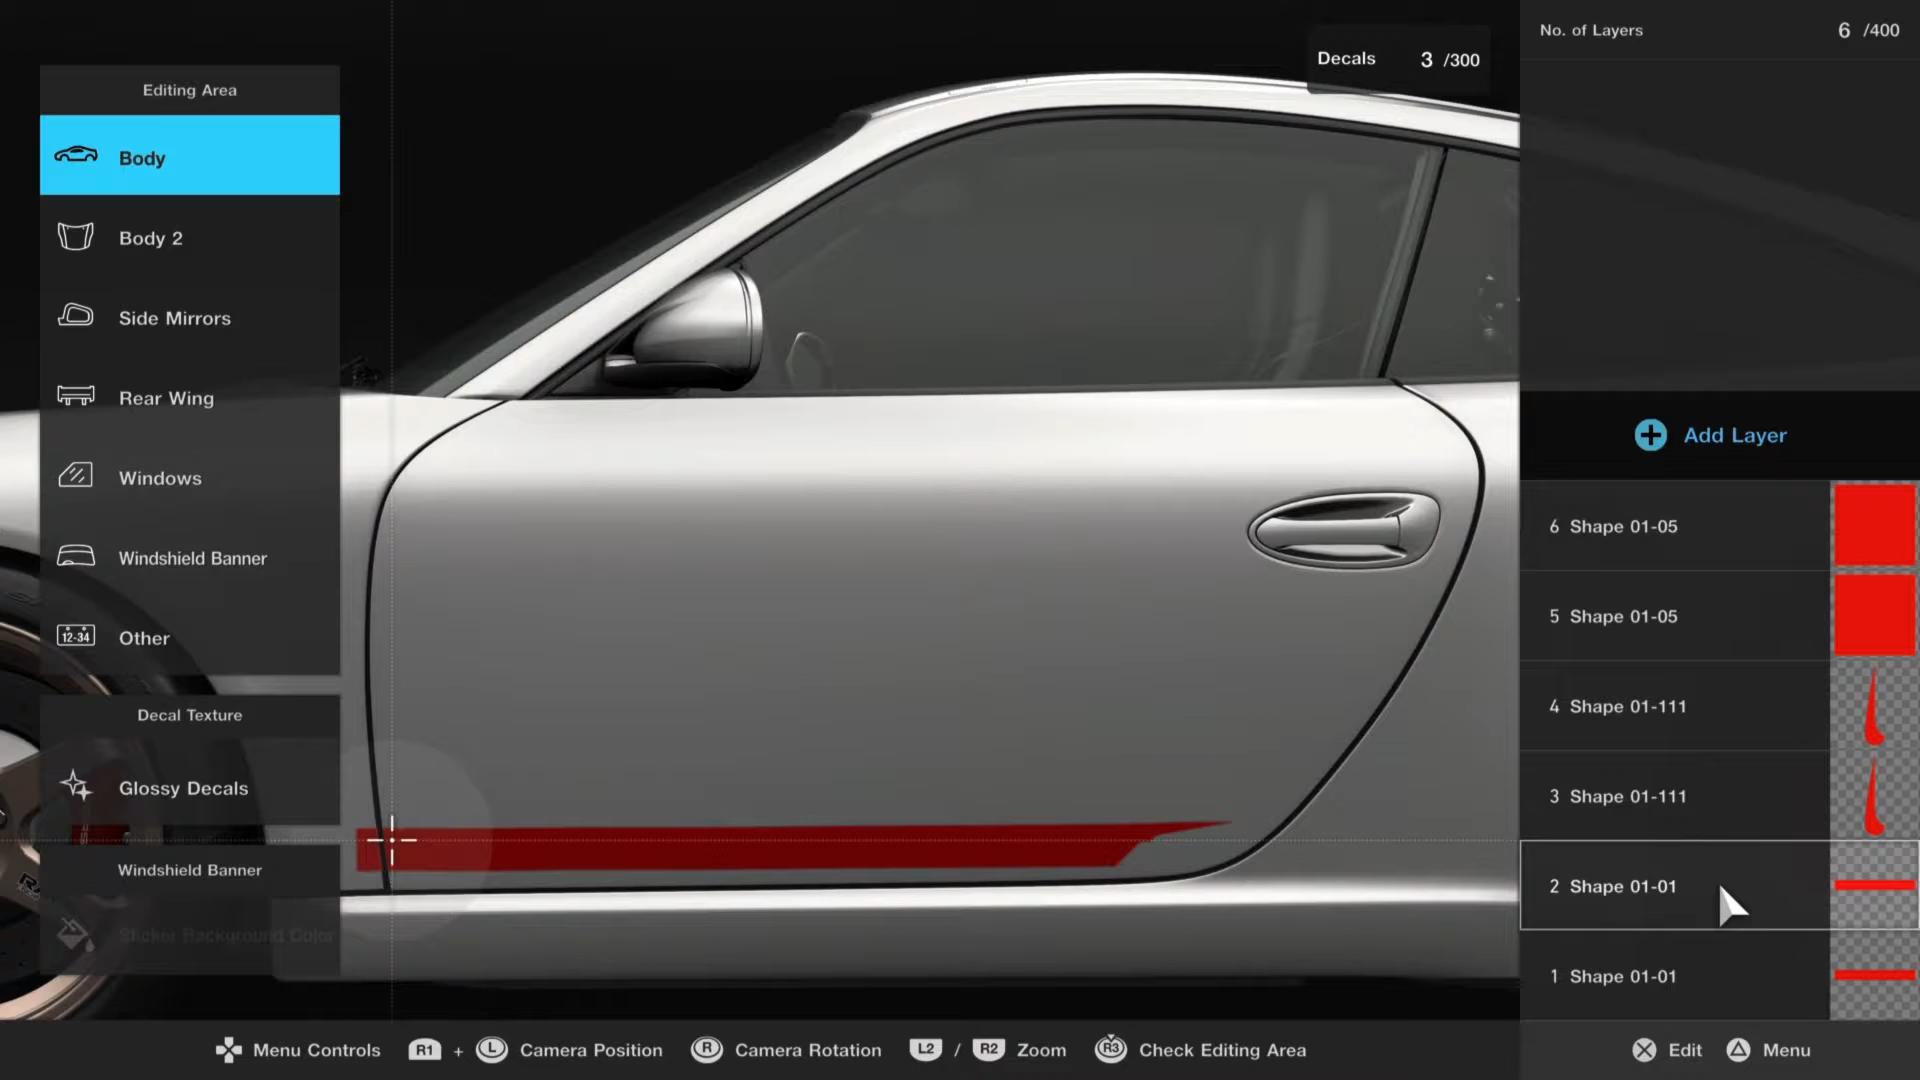 No. of Layers 6 /400
Decals 3 /300
Editing Area
Body
Body 2
Side Mirrors
Rear Wing
Windows
Windshield Banner
12-34 Other
Decal Texture
Glossy Decals
Windshield Banner
Sticker Background Color
Add Layer
6 Shape 01-05
5 Shape 01-05
4 Shape 01-111
3 Shape 01-111
2 Shape 01-01
1 Shape 01-01
Menu Controls R1 + L Camera Position R Camera Rotation L2 / R2 Zoom R3 Check Editing Area Edit Menu